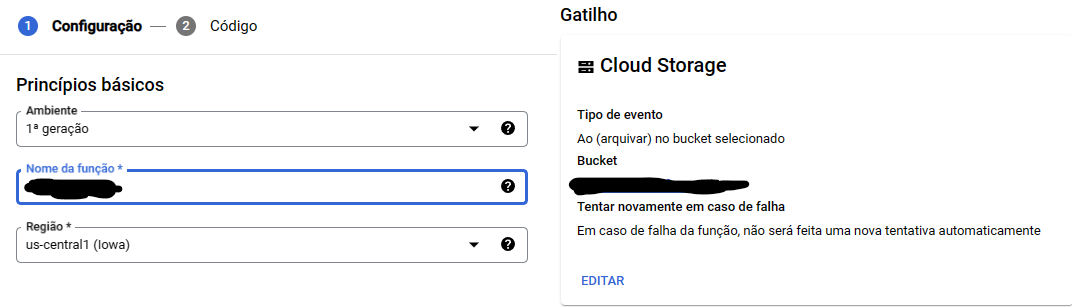 1 Configuração — 2 Código
Princípios básicos
Ambiente
1ª geração
Nome da função *
Região *
us-central1 (Iowa)
Gatilho
Cloud Storage
Tipo de evento
Ao (arquivar) no bucket selecionado
Bucket
Tentar novamente em caso de falha
Em caso de falha da função, não será feita uma nova tentativa automaticamente
EDITAR